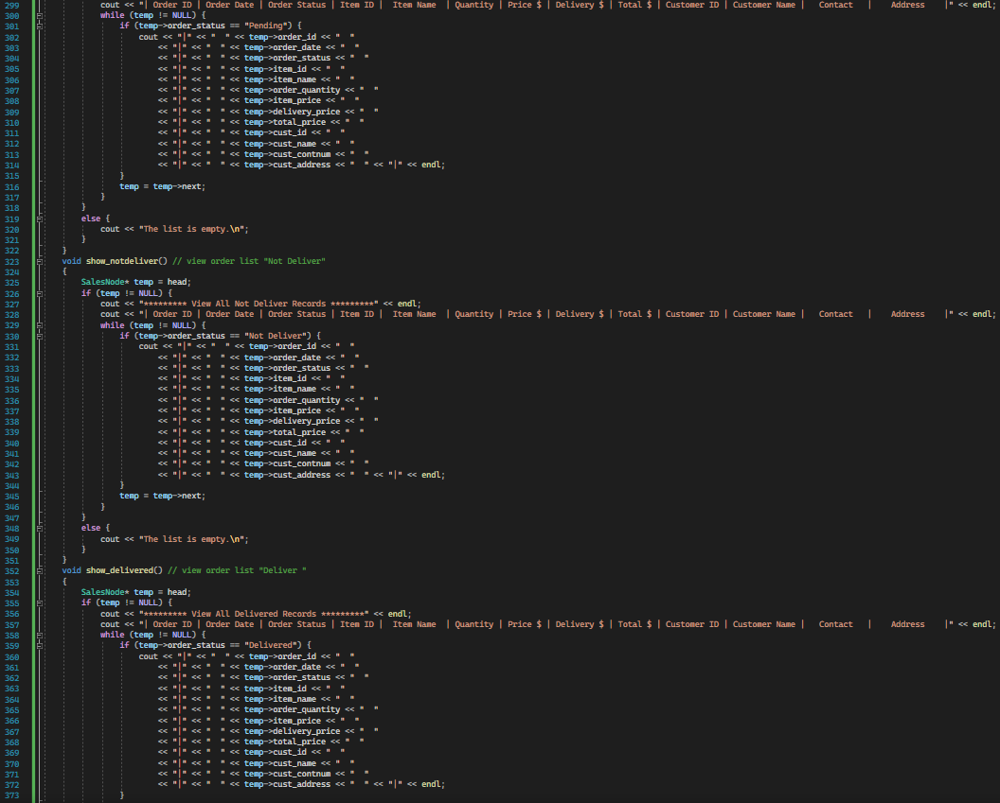 299 cout << "| Order ID | Order Date | Order Status | Item ID |  Item Name  | Quantity | Price $ | Delivery $ | Total $ | Customer ID | Customer Name |   Contact   |    Address    |" << endl;
300 while (temp != NULL) {
301 if (temp->order_status == "Pending") {
302 cout << "|" << "  " << temp->order_id << "  "
303 << "|" << "  " << temp->order_date << "  "
304 << "|" << "  " << temp->order_status << "  "
305 << "|" << "  " << temp->item_id << "  "
306 << "|" << "  " << temp->item_name << "  "
307 << "|" << "  " << temp->order_quantity << "  "
308 << "|" << "  " << temp->item_price << "  "
309 << "|" << "  " << temp->delivery_price << "  "
310 << "|" << "  " << temp->total_price << "  "
311 << "|" << "  " << temp->cust_id << "  "
312 << "|" << "  " << temp->cust_name << "  "
313 << "|" << "  " << temp->cust_contnum << "  "
314 << "|" << "  " << temp->cust_address << "  " << "|" << endl;
315 }
316 temp = temp->next;
317 }
318 }
319 else {
320 cout << "The list is empty.\n";
321 }
322 }
323 void show_notdeliver() // view order list "Not Deliver"
324 {
325 SalesNode* temp = head;
326 if (temp != NULL) {
327 cout << "********* View All Not Deliver Records *********" << endl;
328 cout << "| Order ID | Order Date | Order Status | Item ID |  Item Name  | Quantity | Price $ | Delivery $ | Total $ | Customer ID | Customer Name |   Contact   |    Address    |" << endl;
329 while (temp != NULL) {
330 if (temp->order_status == "Not Deliver") {
331 cout << "|" << "  " << temp->order_id << "  "
332 << "|" << "  " << temp->order_date << "  "
333 << "|" << "  " << temp->order_status << "  "
334 << "|" << "  " << temp->item_id << "  "
335 << "|" << "  " << temp->item_name << "  "
336 << "|" << "  " << temp->order_quantity << "  "
337 << "|" << "  " << temp->item_price << "  "
338 << "|" << "  " << temp->delivery_price << "  "
339 << "|" << "  " << temp->total_price << "  "
340 << "|" << "  " << temp->cust_id << "  "
341 << "|" << "  " << temp->cust_name << "  "
342 << "|" << "  " << temp->cust_contnum << "  "
343 << "|" << "  " << temp->cust_address << "  " << "|" << endl;
344 }
345 temp = temp->next;
346 }
347 }
348 else {
349 cout << "The list is empty.\n";
350 }
351 }
352 void show_delivered() // view order list "Deliver "
353 {
354 SalesNode* temp = head;
355 if (temp != NULL) {
356 cout << "********* View All Delivered Records *********" << endl;
357 cout << "| Order ID | Order Date | Order Status | Item ID |  Item Name  | Quantity | Price $ | Delivery $ | Total $ | Customer ID | Customer Name |   Contact   |    Address    |" << endl;
358 while (temp != NULL) {
359 if (temp->order_status == "Delivered") {
360 cout << "|" << "  " << temp->order_id << "  "
361 << "|" << "  " << temp->order_date << "  "
362 << "|" << "  " << temp->order_status << "  "
363 << "|" << "  " << temp->item_id << "  "
364 << "|" << "  " << temp->item_name << "  "
365 << "|" << "  " << temp->order_quantity << "  "
366 << "|" << "  " << temp->item_price << "  "
367 << "|" << "  " << temp->delivery_price << "  "
368 << "|" << "  " << temp->total_price << "  "
369 << "|" << "  " << temp->cust_id << "  "
370 << "|" << "  " << temp->cust_name << "  "
371 << "|" << "  " << temp->cust_contnum << "  "
372 << "|" << "  " << temp->cust_address << "  " << "|" << endl;
373 }